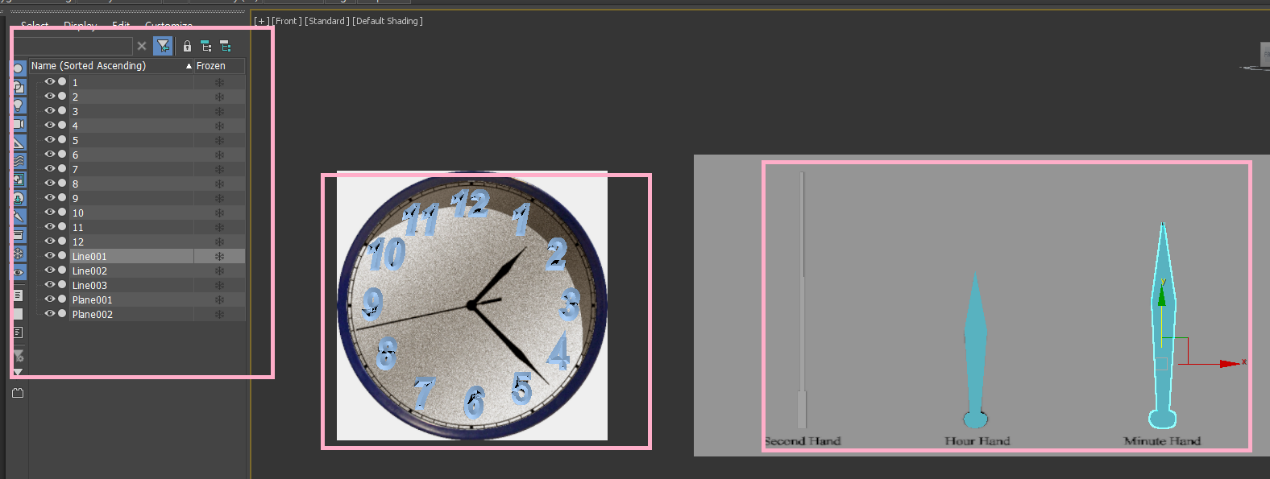 Select Display Edit Customize
[+] [Front] [Standard] [Default Shading]
Name (Sorted Ascending) Frozen
1
2
3
4
5
6
7
8
9
10
11
12
Line001
Line002
Line003
Plane001
Plane002
12
11
1
10
2
9
3
8
4
7
6
5
y
x
Second Hand Hour Hand Minute Hand